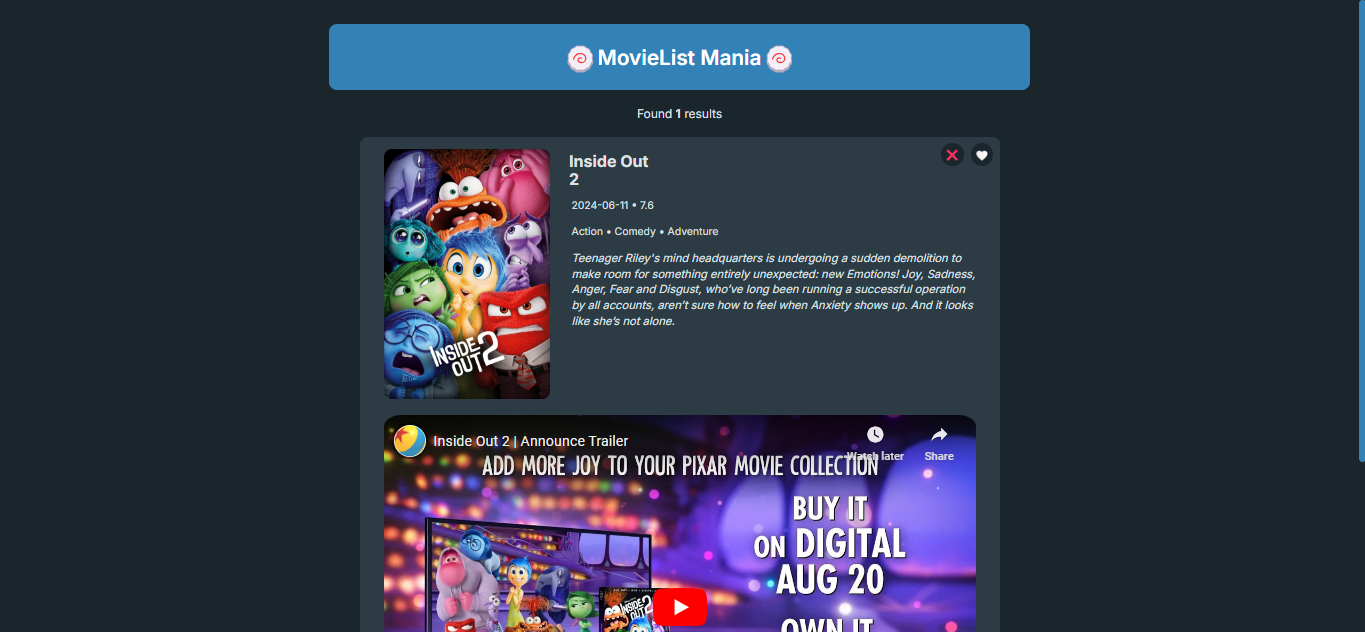 🍥 MovieList Mania 🍥
Found 1 results
Inside Out
2
2024-06-11 • 7.6
Action • Comedy • Adventure
Teenager Riley's mind headquarters is undergoing a sudden demolition to
make room for something entirely unexpected: new Emotions! Joy, Sadness,
Anger, Fear and Disgust, who've long been running a successful operation
by all accounts, aren't sure how to feel when Anxiety shows up. And it looks
like she's not alone.
INSIDE
OUT 2
Inside Out 2 | Announce Trailer
Watch later
Share
ADD MORE JOY TO YOUR PIXAR MOVIE COLLECTION
BUY IT
ON DIGITAL
AUG 20
INSIDE
OUT 2
OWN IT